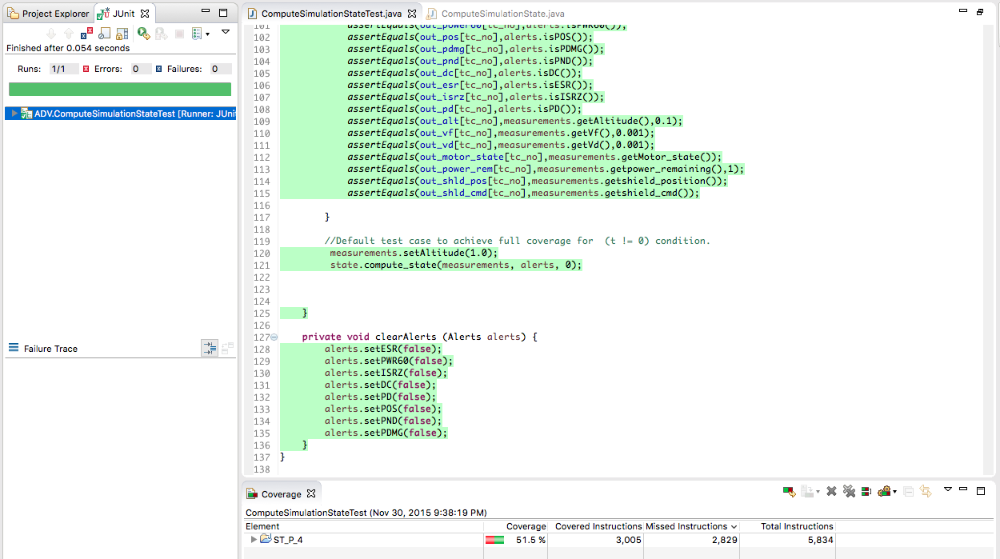 Project Explorer
JUnit
Finished after 0.054 seconds
Runs: 1/1 Errors: 0 Failures: 0
ADV.ComputeSimulationStateTest [Runner: JUni
Failure Trace
ComputeSimulationStateTest.java
ComputeSimulationState.java
101 assertEquals(out_power60[tc_no],alerts.isPWR60());
102 assertEquals(out_pos[tc_no],alerts.isPOS());
103 assertEquals(out_pdmg[tc_no],alerts.isPDMG());
104 assertEquals(out_pnd[tc_no],alerts.isPND());
105 assertEquals(out_dc[tc_no],alerts.isDC());
106 assertEquals(out_esr[tc_no],alerts.isESR());
107 assertEquals(out_isrz[tc_no],alerts.isISRZ());
108 assertEquals(out_pd[tc_no],alerts.isPD());
109 assertEquals(out_alt[tc_no],measurements.getAltitude(),0.1);
110 assertEquals(out_vf[tc_no],measurements.getVf(),0.001);
111 assertEquals(out_vd[tc_no],measurements.getVd(),0.001);
112 assertEquals(out_motor_state[tc_no],measurements.getMotor_state());
113 assertEquals(out_power_rem[tc_no],measurements.getpower_remaining(),1);
114 assertEquals(out_shld_pos[tc_no],measurements.getshield_position());
115 assertEquals(out_shld_cmd[tc_no],measurements.getshield_cmd());
116
117 }
118
119 //Default test case to achieve full coverage for  (t != 0) condition.
120 measurements.setAltitude(1.0);
121 state.compute_state(measurements, alerts, 0);
122
123
124
125 }
126
127 private void clearAlerts (Alerts alerts) {
128 alerts.setESR(false);
129 alerts.setPWR60(false);
130 alerts.setISRZ(false);
131 alerts.setDC(false);
132 alerts.setPD(false);
133 alerts.setPOS(false);
134 alerts.setPND(false);
135 alerts.setPDMG(false);
136 }
137 }
138
Coverage
ComputeSimulationStateTest (Nov 30, 2015 9:38:19 PM)
Element Coverage Covered Instructions Missed Instructions Total Instructions
ST_P_4 51.5 % 3,005 2,829 5,834